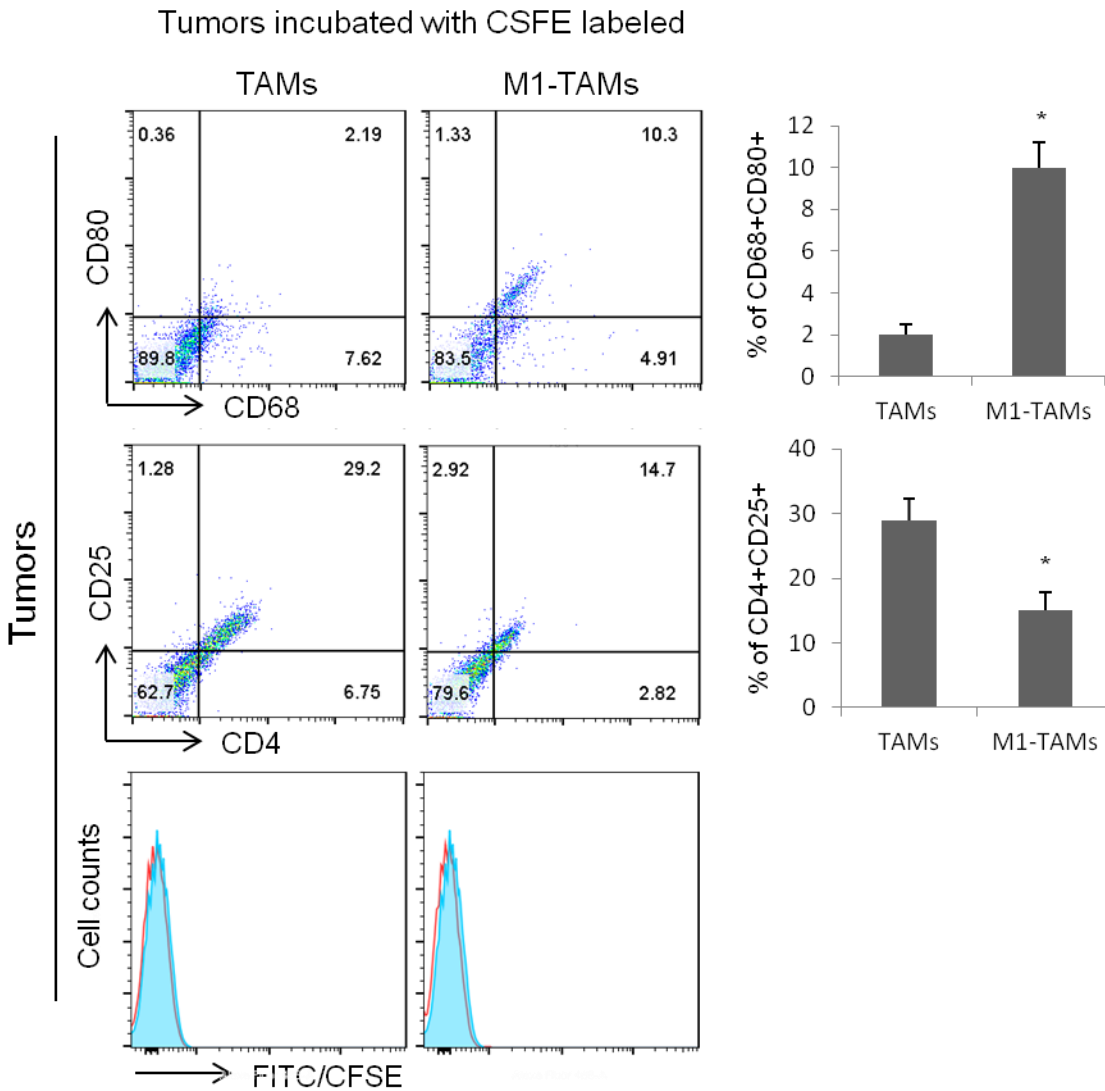 Tumors incubated with CSFE labeled
TAMs
M1-TAMs
0.36
2.19
89.8
7.62
CD80
CD68
1.33
10.3
83.5
4.91
% of CD68+CD80+
12
10
8
6
4
2
0
*
TAMs
M1-TAMs
Tumors
1.28
29.2
62.7
6.75
CD25
CD4
2.92
14.7
79.6
2.82
% of CD4+CD25+
40
30
20
10
0
*
TAMs
M1-TAMs
Cell counts
FITC/CFSE